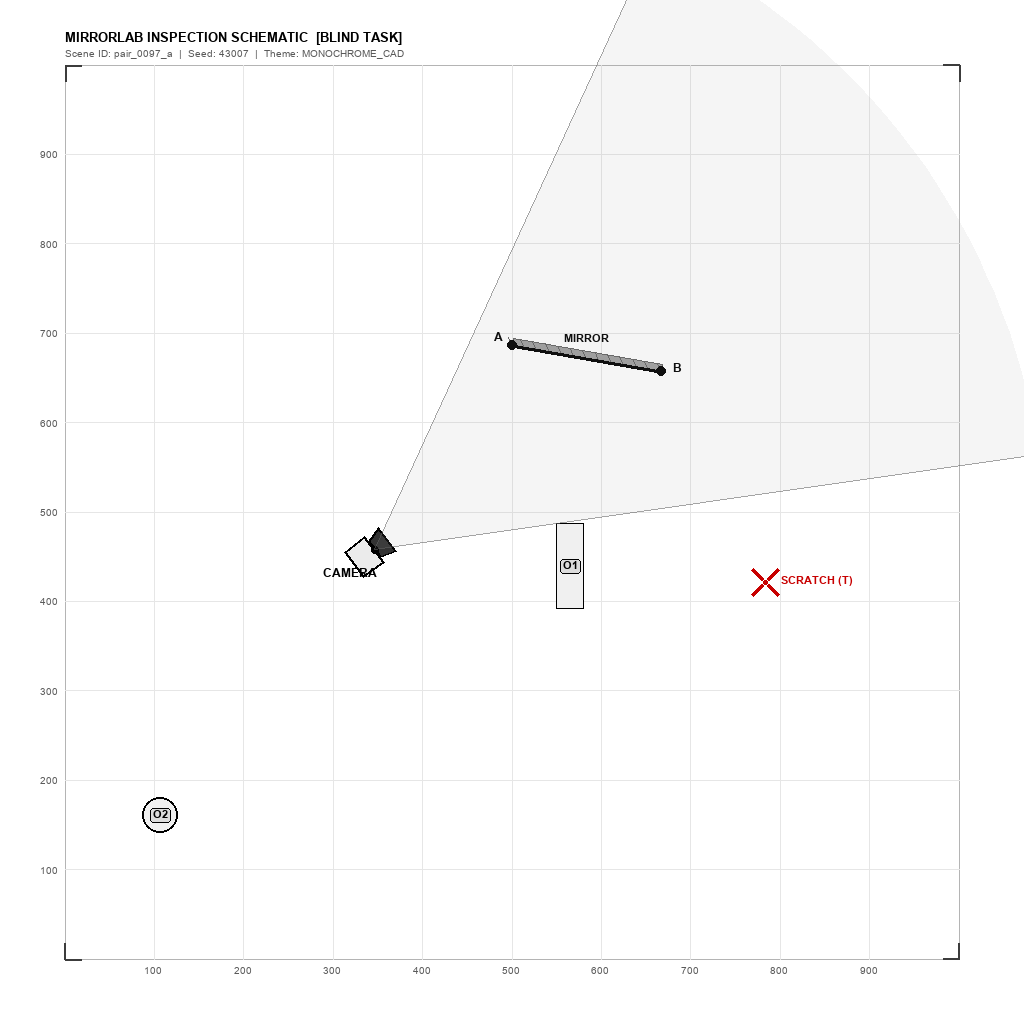 MIRRORLAB INSPECTION SCHEMATIC [BLIND TASK]
Scene ID: pair_0097_a | Seed: 43007 | Theme: MONOCHROME_CAD
900
800
700
A
MIRROR
B
600
500
CAMERA
O1
SCRATCH (T)
400
300
200
O2
100
100 200 300 400 500 600 700 800 900